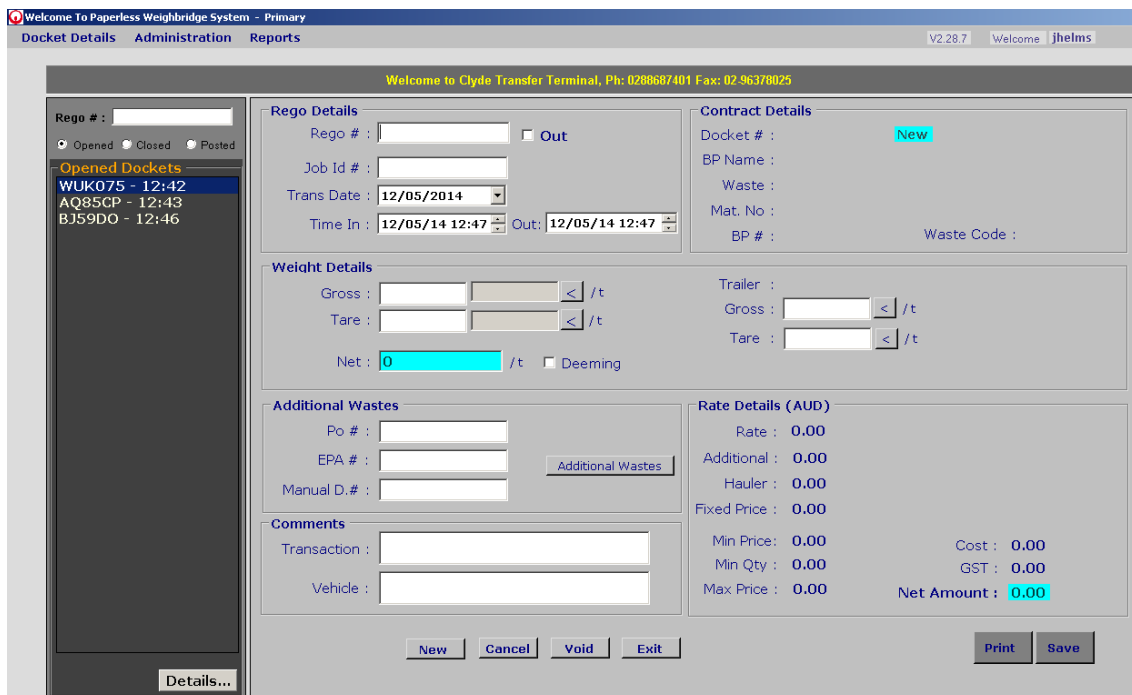 Welcome To Paperless Weighbridge System - Primary
Docket Details Administration Reports V2.28.7 Welcome jhelms
Welcome to Clyde Transfer Terminal, Ph: 0288687401 Fax: 02-96378025
Rego # :
Opened Closed Posted
Opened Dockets
WUK075 - 12:42
AQ85CP - 12:43
BJ59DO - 12:46
Details...
Rego Details
Rego # : Out
Job Id # :
Trans Date : 12/05/2014
Time In : 12/05/14 12:47 Out: 12/05/14 12:47
Contract Details
Docket # : New
BP Name :
Waste :
Mat. No :
BP # : Waste Code :
Weight Details
Gross : < /t
Tare : < /t
Net : 0 /t Deeming
Trailer :
Gross : < /t
Tare : < /t
Additional Wastes
Po # :
EPA # : Additional Wastes
Manual D.# :
Comments
Transaction :
Vehicle :
Rate Details (AUD)
Rate : 0.00
Additional : 0.00
Hauler : 0.00
Fixed Price : 0.00
Min Price: 0.00 Cost : 0.00
Min Qty : 0.00 GST : 0.00
Max Price : 0.00 Net Amount : 0.00
New Cancel Void Exit Print Save